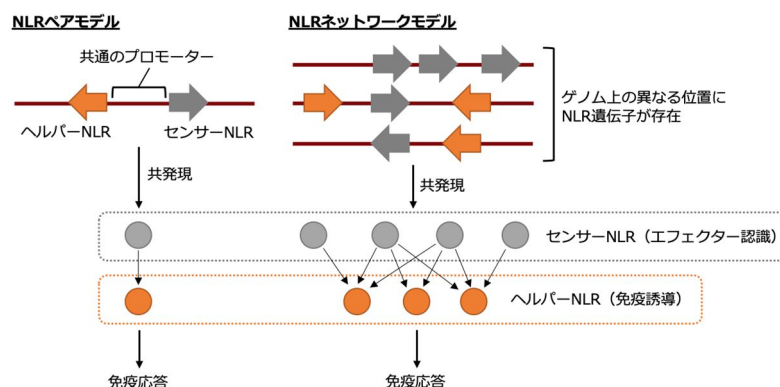 NLRペアモデル
共通のプロモーター
ヘルパーNLR
センサーNLR
共発現
NLRネットワークモデル
ゲノム上の異なる位置に
NLR遺伝子が存在
共発現
センサーNLR（エフェクター認識）
ヘルパーNLR（免疫誘導）
免疫応答
免疫応答